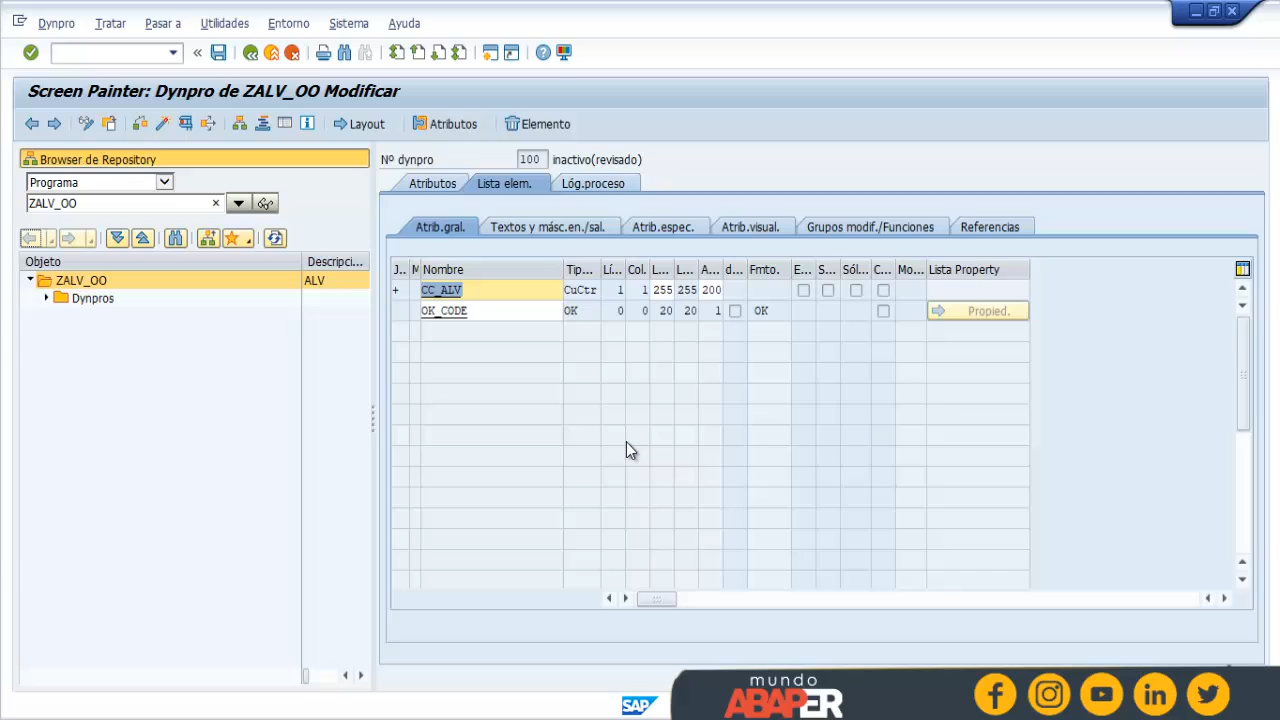 Dynpro Tratar Pasar a Utilidades Entorno Sistema Ayuda
Screen Painter: Dynpro de ZALV_OO Modificar
Layout Atributos Elemento
Browser de Repository
Programa
ZALV_OO
Objeto Descripci...
ZALV_OO ALV
Dynpros
Nº dynpro 100 inactivo(revisado)
Atributos Lista elem. Lóg.proceso
Atrib.gral. Textos y másc.en./sal. Atrib.espec. Atrib.visual. Grupos modif./Funciones Referencias
J.. M Nombre Tip... Lí... Col. L... L... A... d... Fmto. E... S... Sól... C... Mo... Lista Property
+ CC_ALV CuCtr 1 1 255 255 200
OK_CODE OK 0 0 20 20 1 OK Propied.
SAP
mundo
ABAPER